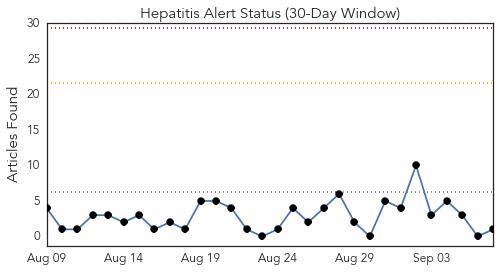 Hepatitis Alert Status (30-Day Window)
Articles Found
30
25
20
15
10
5
0
Aug 09 Aug 14 Aug 19 Aug 24 Aug 29 Sep 03